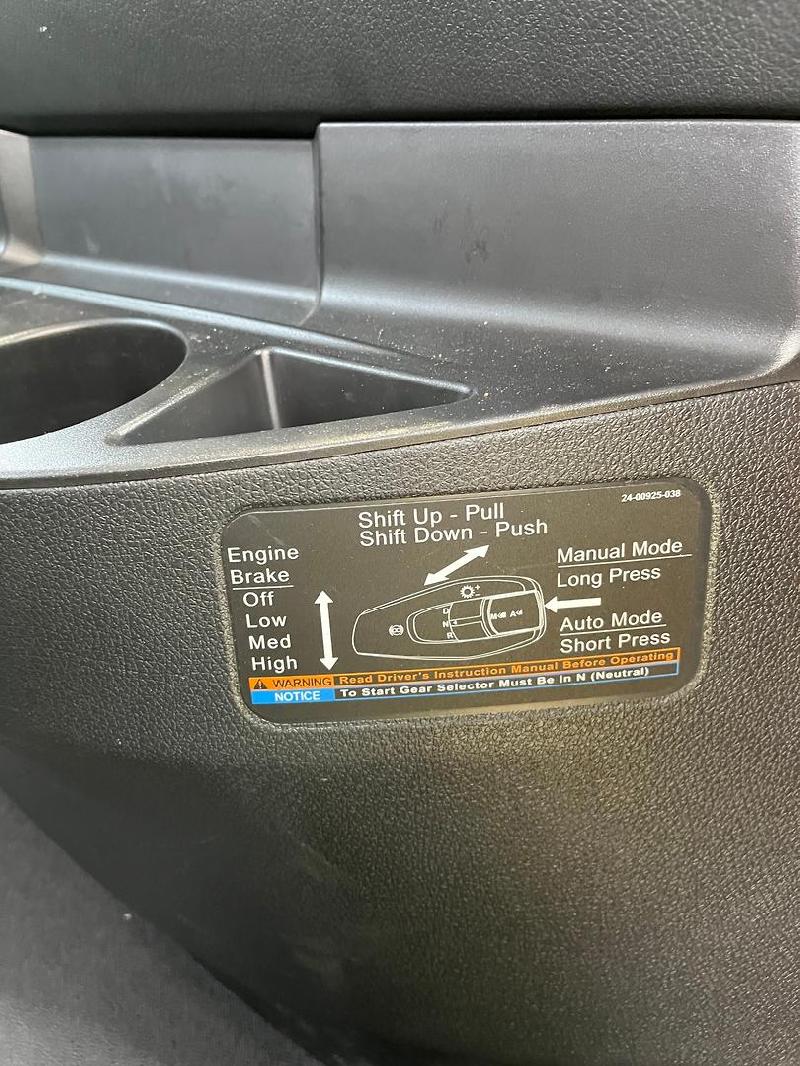 24-00925-038
Shift Up - Pull
Shift Down - Push
Engine
Brake
Off
Low
Med
High
D
N
R
M
A
Manual Mode
Long Press
Auto Mode
Short Press
WARNING Read Driver's Instruction Manual Before Operating
NOTICE To Start Gear Selector Must Be In N (Neutral)